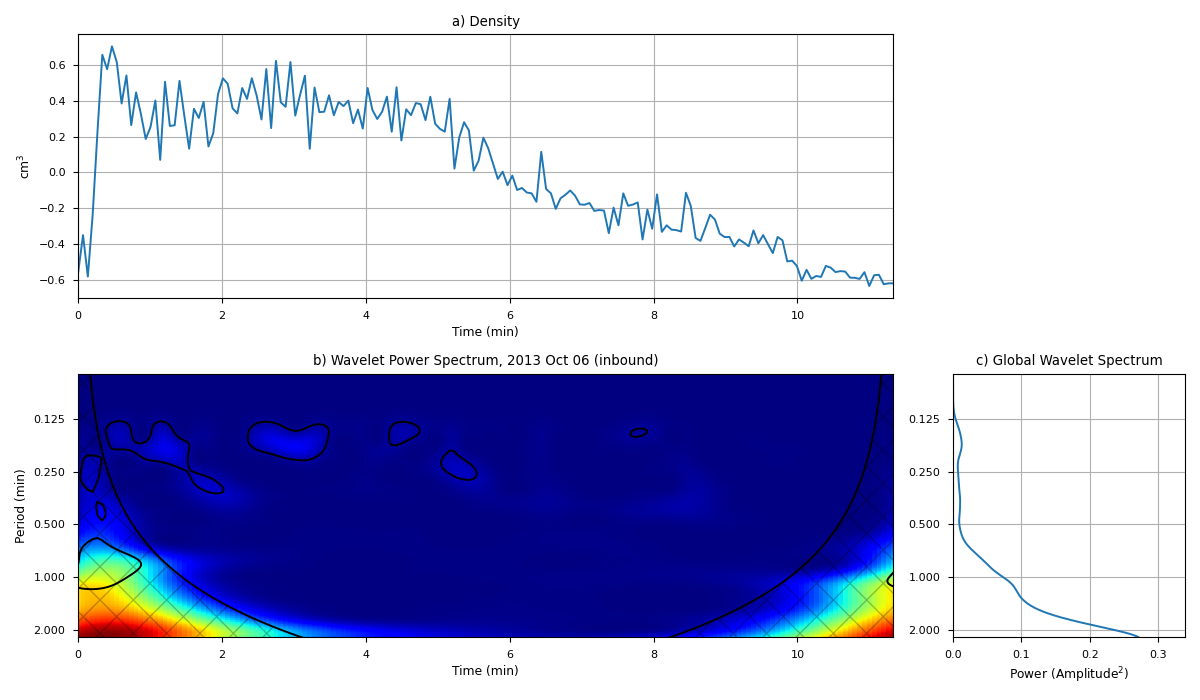 a) Density
cm³
0.6
0.4
0.2
0.0
−0.2
−0.4
−0.6
0 2 4 6 8 10
Time (min)
b) Wavelet Power Spectrum, 2013 Oct 06 (inbound)
Period (min)
0.125
0.250
0.500
1.000
2.000
0 2 4 6 8 10
Time (min)
c) Global Wavelet Spectrum
0.125
0.250
0.500
1.000
2.000
0.0 0.1 0.2 0.3
Power (Amplitude²)